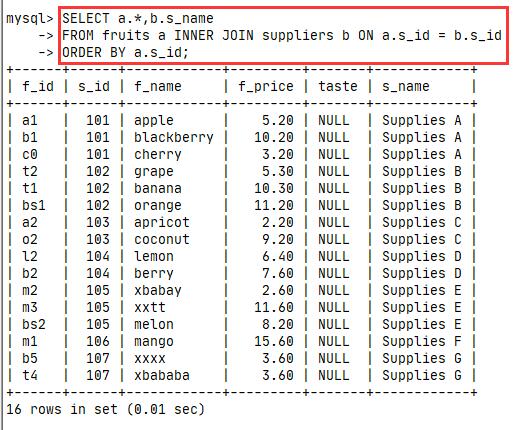 mysql> SELECT a.*,b.s_name
    -> FROM fruits a INNER JOIN suppliers b ON a.s_id = b.s_id
    -> ORDER BY a.s_id;
+------+------+------------+---------+-------+------------+
| f_id | s_id | f_name     | f_price | taste | s_name     |
+------+------+------------+---------+-------+------------+
| a1   |  101 | apple      |    5.20 | NULL  | Supplies A |
| b1   |  101 | blackberry |   10.20 | NULL  | Supplies A |
| c0   |  101 | cherry     |    3.20 | NULL  | Supplies A |
| t2   |  102 | grape      |    5.30 | NULL  | Supplies B |
| t1   |  102 | banana     |   10.30 | NULL  | Supplies B |
| bs1  |  102 | orange     |   11.20 | NULL  | Supplies B |
| a2   |  103 | apricot    |    2.20 | NULL  | Supplies C |
| o2   |  103 | coconut    |    9.20 | NULL  | Supplies C |
| l2   |  104 | lemon      |    6.40 | NULL  | Supplies D |
| b2   |  104 | berry      |    7.60 | NULL  | Supplies D |
| m2   |  105 | xbabay     |    2.60 | NULL  | Supplies E |
| m3   |  105 | xxtt       |   11.60 | NULL  | Supplies E |
| bs2  |  105 | melon      |    8.20 | NULL  | Supplies E |
| m1   |  106 | mango      |   15.60 | NULL  | Supplies F |
| b5   |  107 | xxxx       |    3.60 | NULL  | Supplies G |
| t4   |  107 | xbababa    |    3.60 | NULL  | Supplies G |
+------+------+------------+---------+-------+------------+
16 rows in set (0.01 sec)